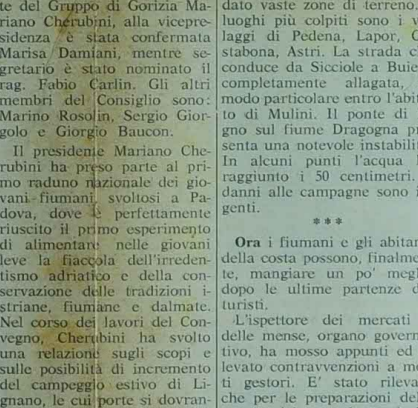 te del Gruppo di Gorizia Ma-
riano Cherubini, alla vicepre-
sidenza è stata confermata
Marisa Damiani, mentre se-
gretario è stato nominato il
rag. Fabio Carlin. Gli altri
membri del Consiglio sono:
Marino Rosolin, Sergio Gior-
golo e Giorgio Baucon.
Il presidente Mariano Che-
rubini ha preso parte al pri-
mo raduno nazionale dei gio-
vani fiumani svoltosi a Pa-
dova, dove è perfettamente
riuscito il primo esperimento
di alimentare nelle giovani
leve la fiaccola dell'irreden-
tismo adriatico e della con-
servazione delle tradizioni i-
striane, fiumane e dalmate.
Nel corso dei lavori del Con-
vegno, Cherubini ha svolto
una relazione sugli scopi e
sulle posibilità di incremento
del campeggio estivo di Li-
gnano, le cui porte si dovran-
dato vaste zone di terreno.
luoghi più colpiti sono i v
laggi di Pedena, Lapor, C
stabona, Astri. La strada c
conduce da Sicciole a Buie
completamente allagata,
modo particolare entro l'abi
to di Mulini. Il ponte di
gno sul fiume Dragogna p
senta una notevole instabili
In alcuni punti l'acqua
raggiunto i 50 centimetri.
danni alle campagne sono i
genti.
***
Ora i fiumani e gli abitar
della costa possono, finalme
te, mangiare un po' megl
dopo le ultime partenze d
turisti.
L'ispettore dei mercati
delle mense, organo govern
tivo, ha mosso appunti ed
levato contravvenzioni a m
ti gestori. E' stato rileva
che per le preparazioni de